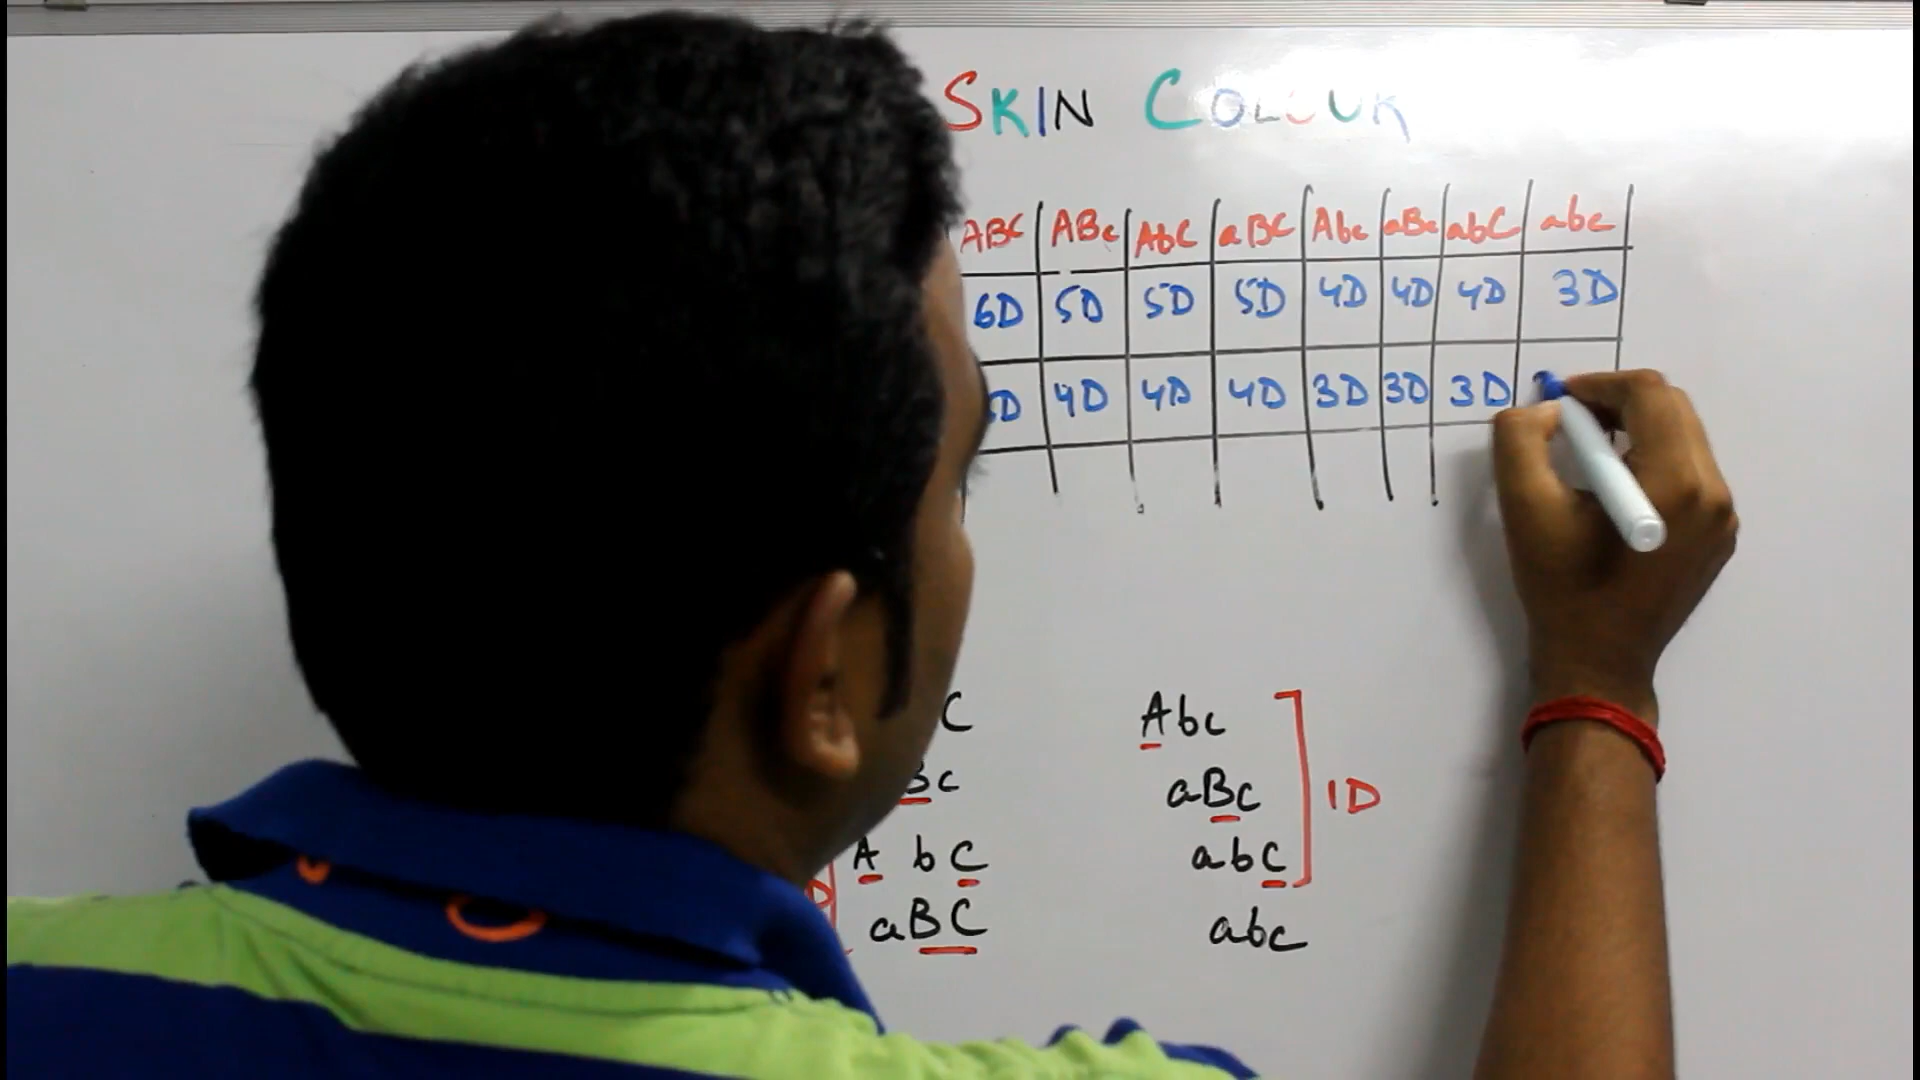 SKIN COLOUR
ABC ABc AbC aBC Abc aBc abC abc
6D 5D 5D 5D 4D 4D 4D 3D
D 4D 4D 4D 3D 3D 3D
C Abc
Bc aBc 1D
A bC abC
D
aBC abc